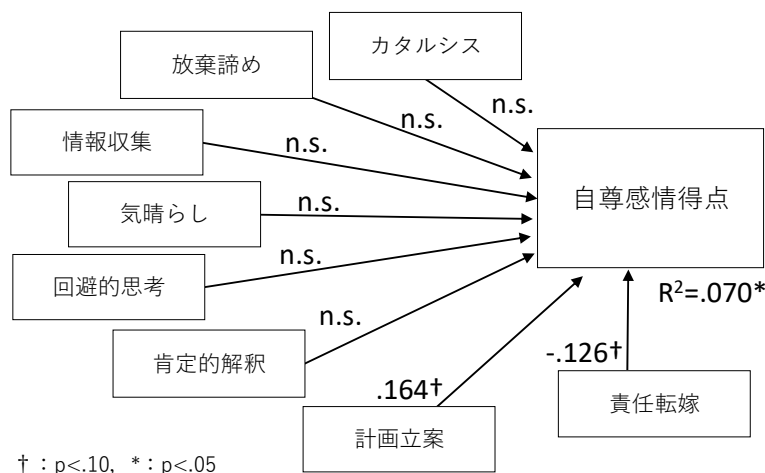 カタルシス
放棄諦め
n.s.
n.s.
情報収集
n.s.
自尊感情得点
気晴らし
n.s.
回避的思考
n.s.
R²=.070*
n.s.
肯定的解釈
-.126†
.164†
責任転嫁
計画立案
†：p<.10, *：p<.05